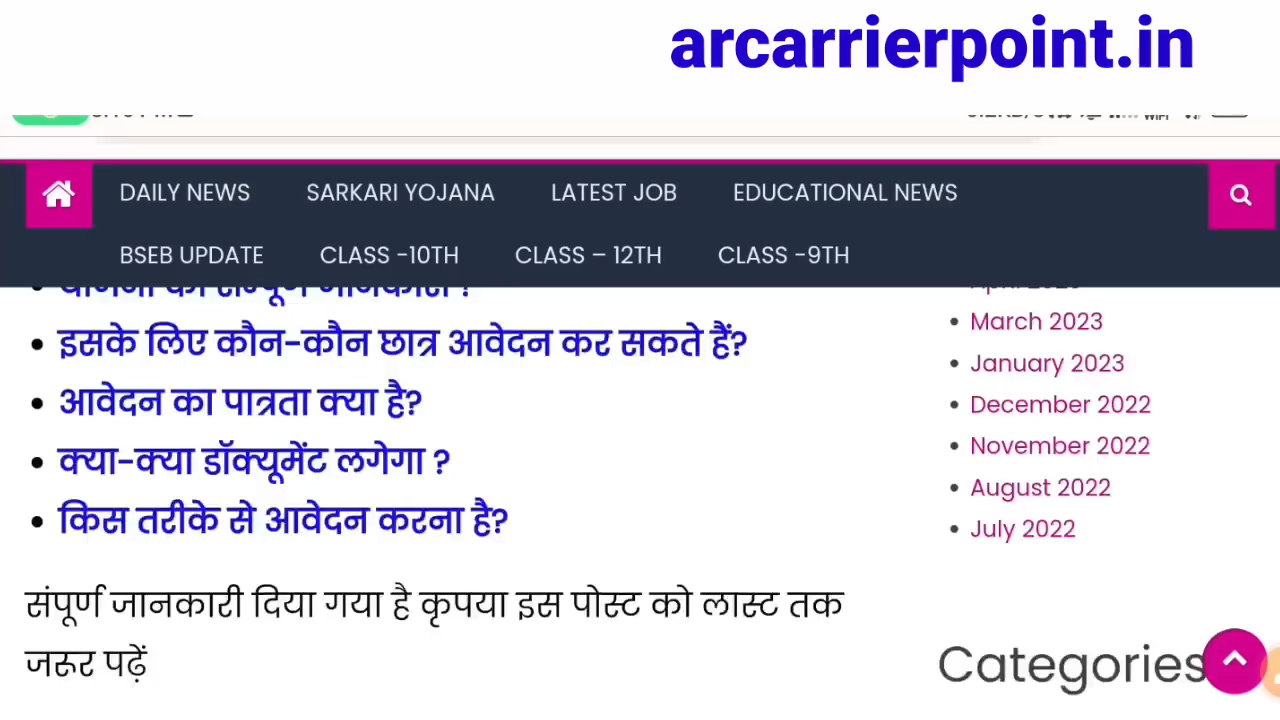 arcarrierpoint.in
DAILY NEWS SARKARI YOJANA LATEST JOB EDUCATIONAL NEWS
BSEB UPDATE CLASS -10TH CLASS – 12TH CLASS -9TH
• इसके लिए कौन-कौन छात्र आवेदन कर सकते हैं?
• आवेदन का पात्रता क्या है?
• क्या-क्या डॉक्यूमेंट लगेगा ?
• किस तरीके से आवेदन करना है?
संपूर्ण जानकारी दिया गया है कृपया इस पोस्ट को लास्ट तक
जरूर पढ़ें
• March 2023
• January 2023
• December 2022
• November 2022
• August 2022
• July 2022
Categories